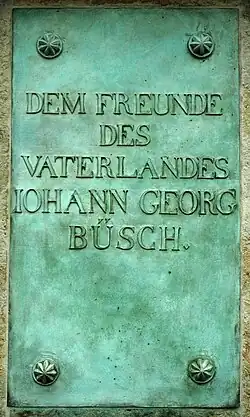 DEM FREUNDE
DES
VATERLANDES
IOHANN GEORG
BÜSCH.